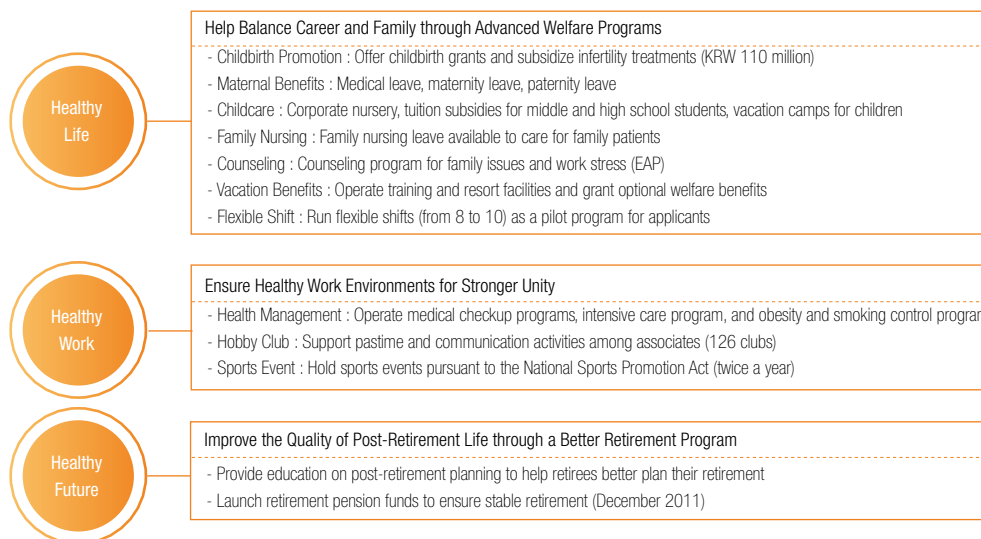 Healthy
Life
Help Balance Career and Family through Advanced Welfare Programs
- Childbirth Promotion : Offer childbirth grants and subsidize infertility treatments (KRW 110 million)
- Maternal Benefits : Medical leave, maternity leave, paternity leave
- Childcare : Corporate nursery, tuition subsidies for middle and high school students, vacation camps for children
- Family Nursing : Family nursing leave available to care for family patients
- Counseling : Counseling program for family issues and work stress (EAP)
- Vacation Benefits : Operate training and resort facilities and grant optional welfare benefits
- Flexible Shift : Run flexible shifts (from 8 to 10) as a pilot program for applicants
Healthy
Work
Ensure Healthy Work Environments for Stronger Unity
- Health Management : Operate medical checkup programs, intensive care program, and obesity and smoking control
- Hobby Club : Support pastime and communication activities among associates (126 clubs)
- Sports Event : Hold sports events pursuant to the National Sports Promotion Act (twice a year)
Healthy
Future
Improve the Quality of Post-Retirement Life through a Better Retirement Program
- Provide education on post-retirement planning to help retirees better plan their retirement
- Launch retirement pension funds to ensure stable retirement (December 2011)